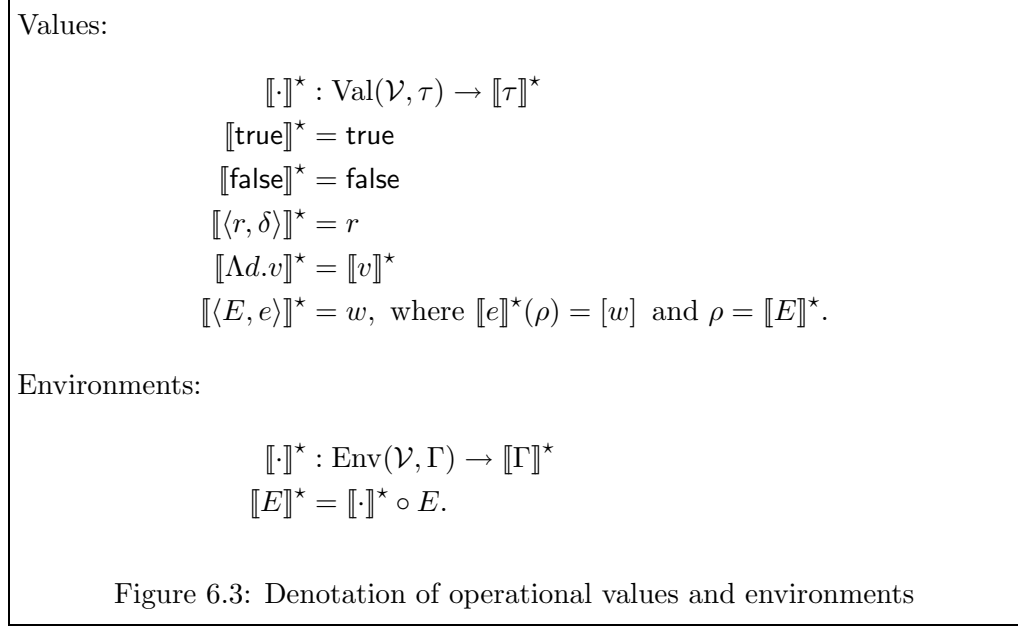 Values:
⟦·⟧⋆ : Val(𝒱, τ) → ⟦τ⟧⋆
⟦true⟧⋆ = true
⟦false⟧⋆ = false
⟦⟨r, δ⟩⟧⋆ = r
⟦Λd.v⟧⋆ = ⟦v⟧⋆
⟦⟨E, e⟩⟧⋆ = w, where ⟦e⟧⋆(ρ) = [w] and ρ = ⟦E⟧⋆.
Environments:
⟦·⟧⋆ : Env(𝒱, Γ) → ⟦Γ⟧⋆
⟦E⟧⋆ = ⟦·⟧⋆ ∘ E.
Figure 6.3: Denotation of operational values and environments